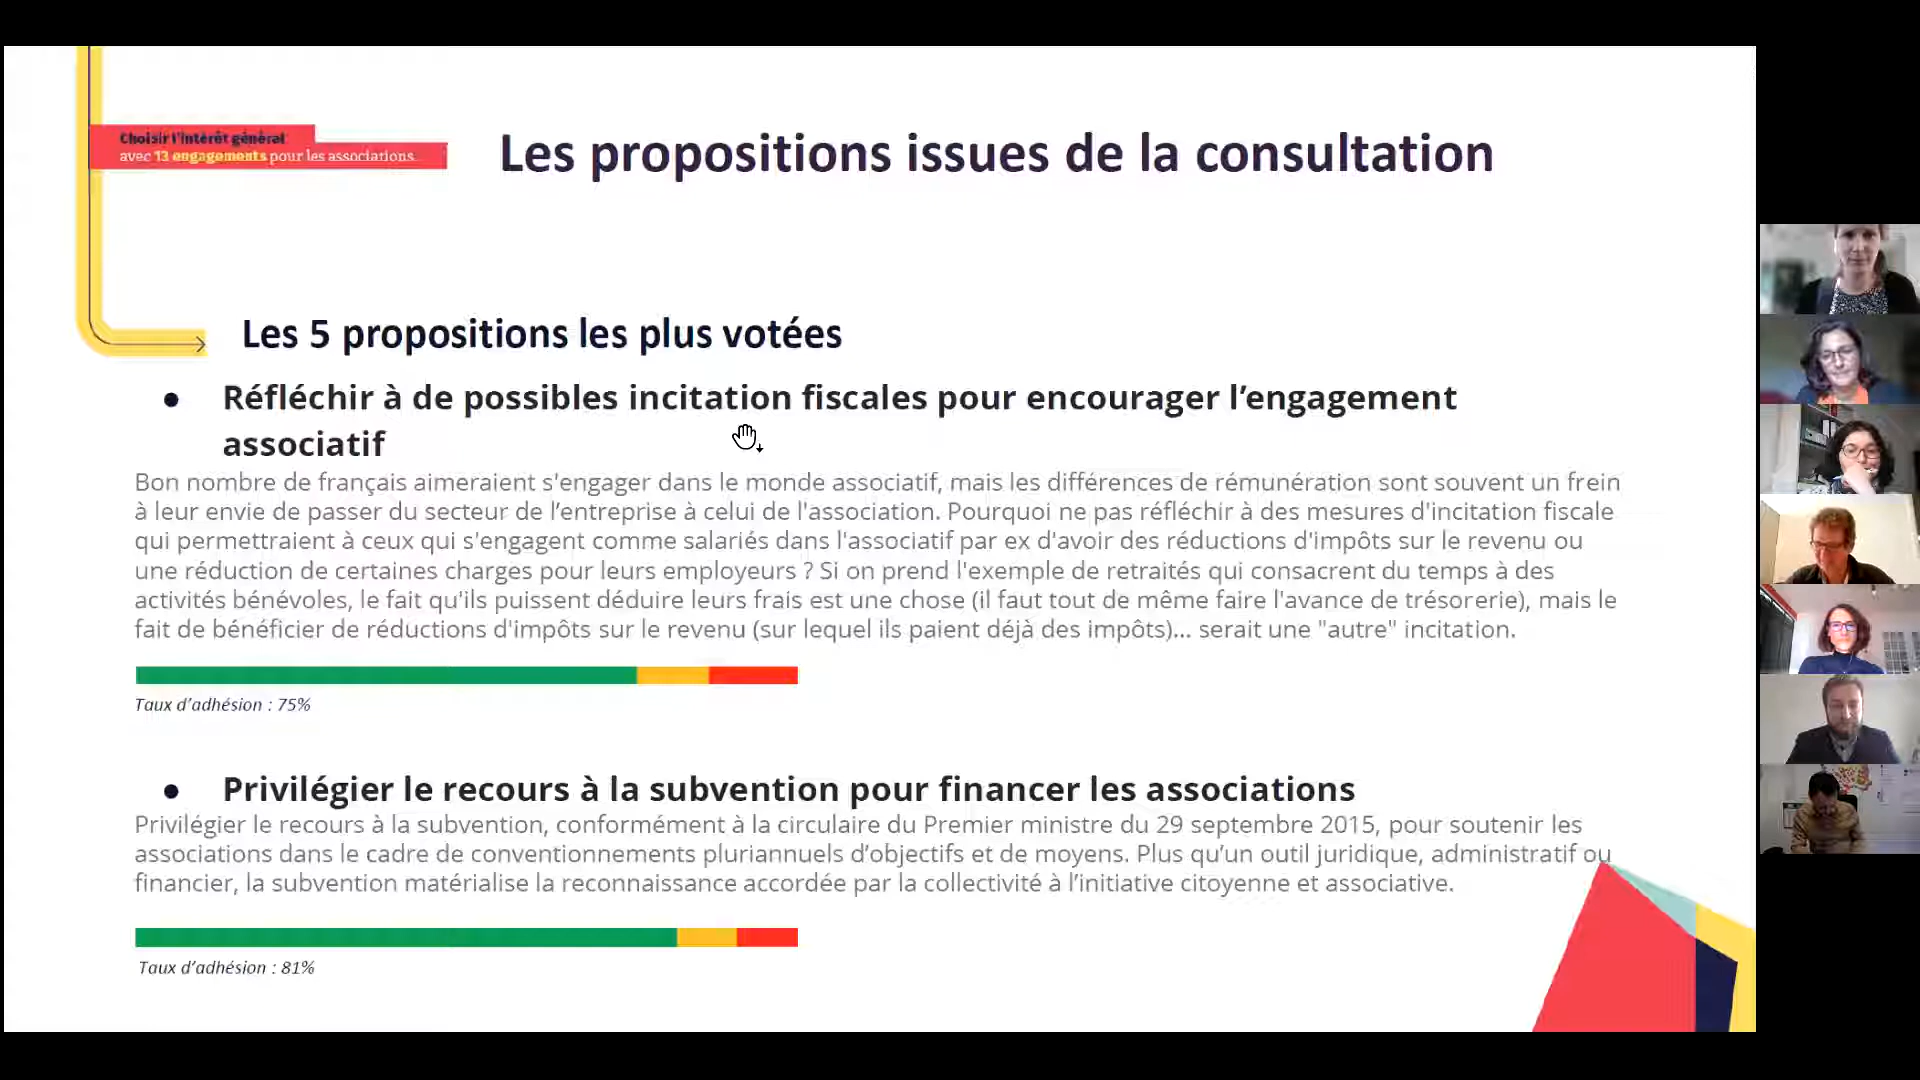 Choisir l'intérêt général
avec 13 engagements pour les associations
Les propositions issues de la consultation
Les 5 propositions les plus votées
● Réfléchir à de possibles incitation fiscales pour encourager l’engagement
associatif
Bon nombre de français aimeraient s'engager dans le monde associatif, mais les différences de rémunération sont souvent un frein
à leur envie de passer du secteur de l’entreprise à celui de l'association. Pourquoi ne pas réfléchir à des mesures d'incitation fiscale
qui permettraient à ceux qui s'engagent comme salariés dans l'associatif par ex d'avoir des réductions d'impôts sur le revenu ou
une réduction de certaines charges pour leurs employeurs ? Si on prend l'exemple de retraités qui consacrent du temps à des
activités bénévoles, le fait qu'ils puissent déduire leurs frais est une chose (il faut tout de même faire l'avance de trésorerie), mais le
fait de bénéficier de réductions d'impôts sur le revenu (sur lequel ils paient déjà des impôts)... serait une "autre" incitation.
Taux d’adhésion : 75%
● Privilégier le recours à la subvention pour financer les associations
Privilégier le recours à la subvention, conformément à la circulaire du Premier ministre du 29 septembre 2015, pour soutenir les
associations dans le cadre de conventionnements pluriannuels d’objectifs et de moyens. Plus qu’un outil juridique, administratif ou
financier, la subvention matérialise la reconnaissance accordée par la collectivité à l’initiative citoyenne et associative.
Taux d’adhésion : 81%